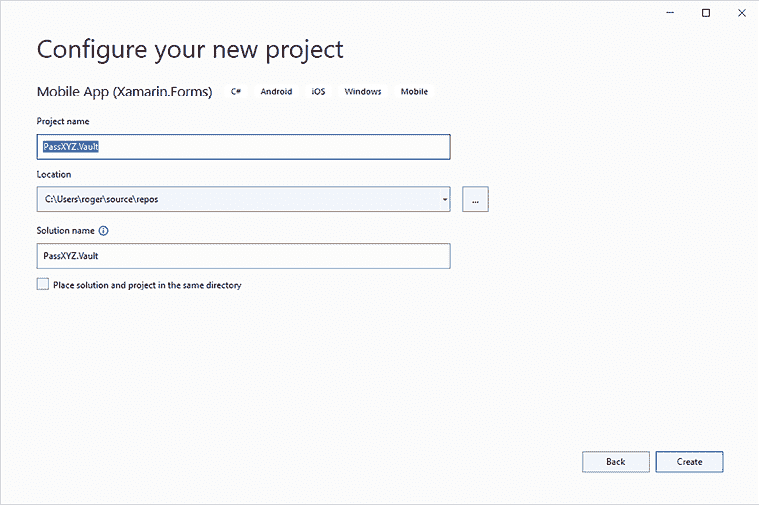 Configure your new project
Mobile App (Xamarin.Forms) C# Android iOS Windows Mobile
Project name
PassXYZ.Vault
Location
C:\Users\roger\source\repos
...
Solution name
PassXYZ.Vault
Place solution and project in the same directory
Back Create